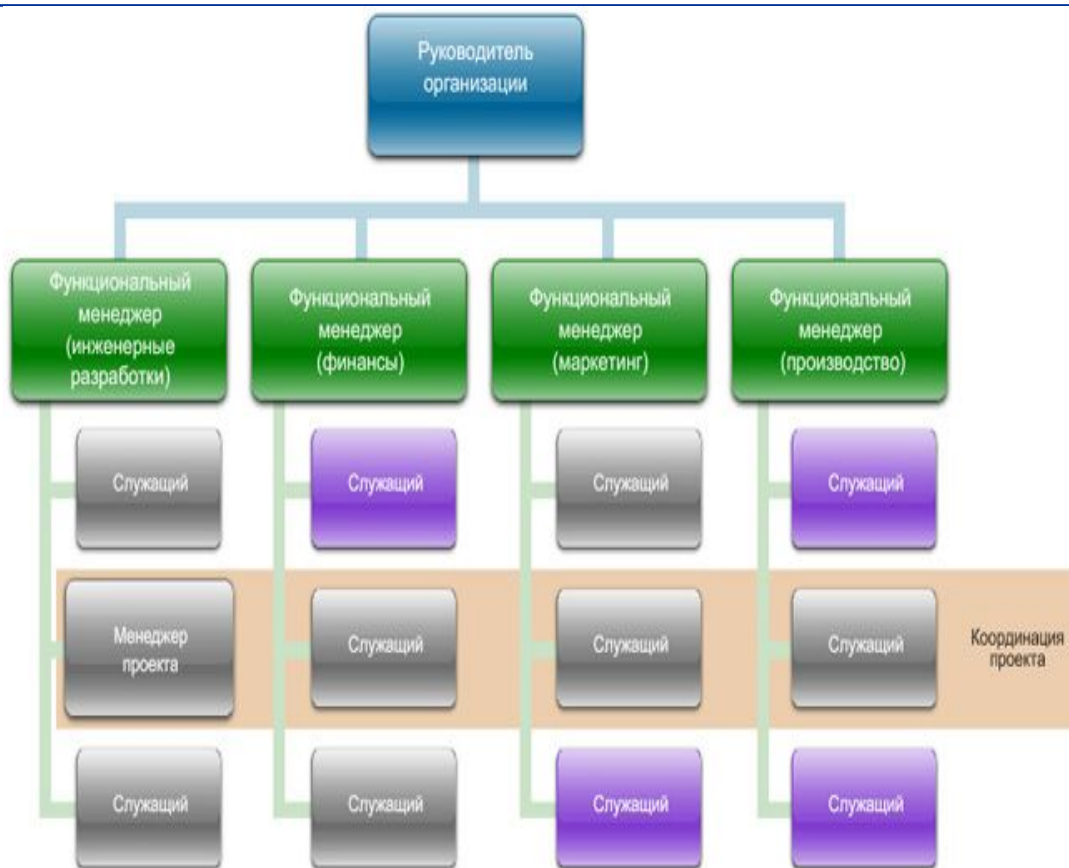 Руководитель
организации
Функциональный
менеджер
(инженерные
разработки)
Функциональный
менеджер
(финансы)
Функциональный
менеджер
(маркетинг)
Функциональный
менеджер
(производство)
Служащий
Служащий
Служащий
Служащий
Менеджер
проекта
Служащий
Служащий
Служащий
Координация
проекта
Служащий
Служащий
Служащий
Служащий